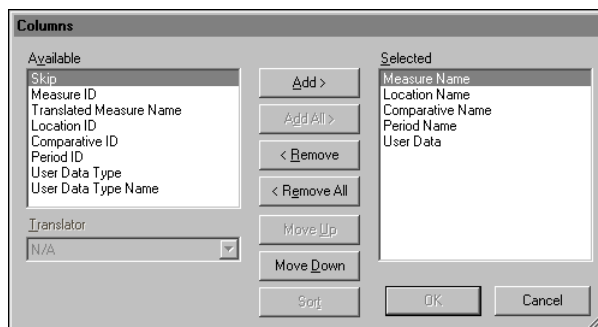 Columns
Available
Skip
Measure ID
Translated Measure Name
Location ID
Comparative ID
Period ID
User Data Type
User Data Type Name
Translator
N/A
Add >
Add All >
< Remove
< Remove All
Move Up
Move Down
Sort
Selected
Measure Name
Location Name
Comparative Name
Period Name
User Data
OK
Cancel